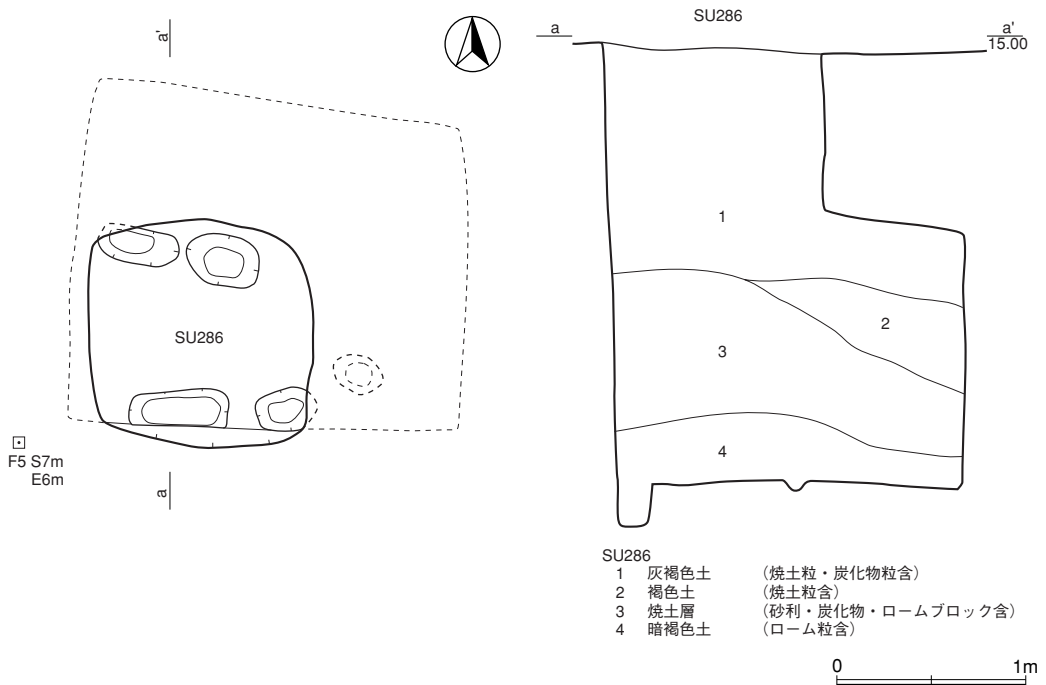 SU286
a'
a
a'
15.00
1
2
3
4
SU286
F5 S7m
E6m
a
SU286
1 灰褐色土 （焼土粒・炭化物粒含）
2 褐色土 （焼土粒含）
3 焼土層 （砂利・炭化物・ロームブロック含）
4 暗褐色土 （ローム粒含）
0 1m